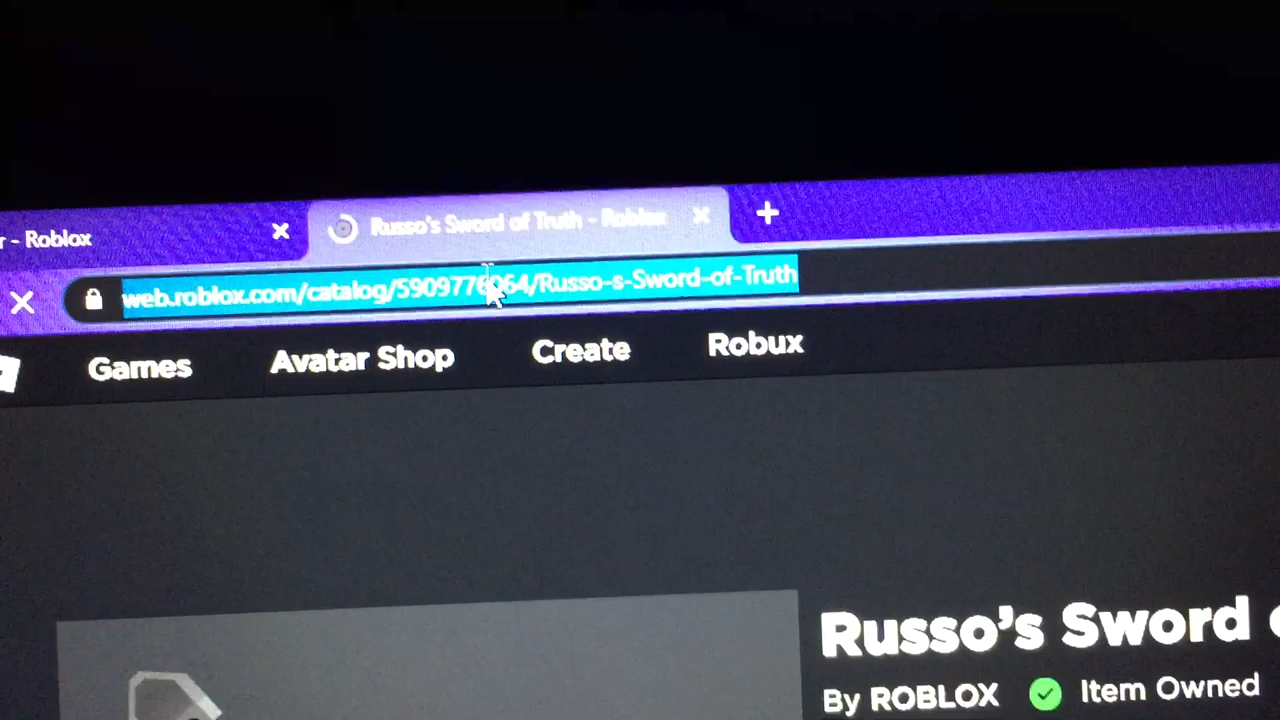 r - Roblox
Russo's Sword of Truth - Roblox
web.roblox.com/catalog/5909776064/Russo-s-Sword-of-Truth
Games Avatar Shop Create Robux
Russo's Sword
By ROBLOX Item Owned